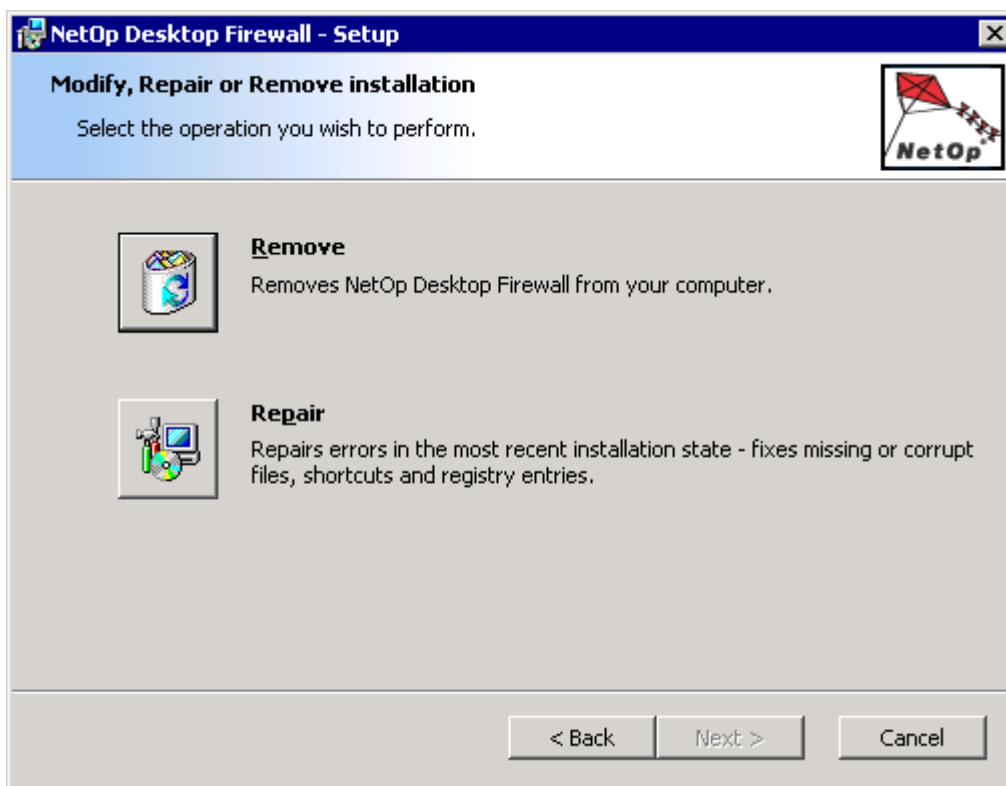 NetOp Desktop Firewall - Setup
Modify, Repair or Remove installation
Select the operation you wish to perform.
NetOp
Remove
Removes NetOp Desktop Firewall from your computer.
Repair
Repairs errors in the most recent installation state - fixes missing or corrupt
files, shortcuts and registry entries.
< Back
Next >
Cancel